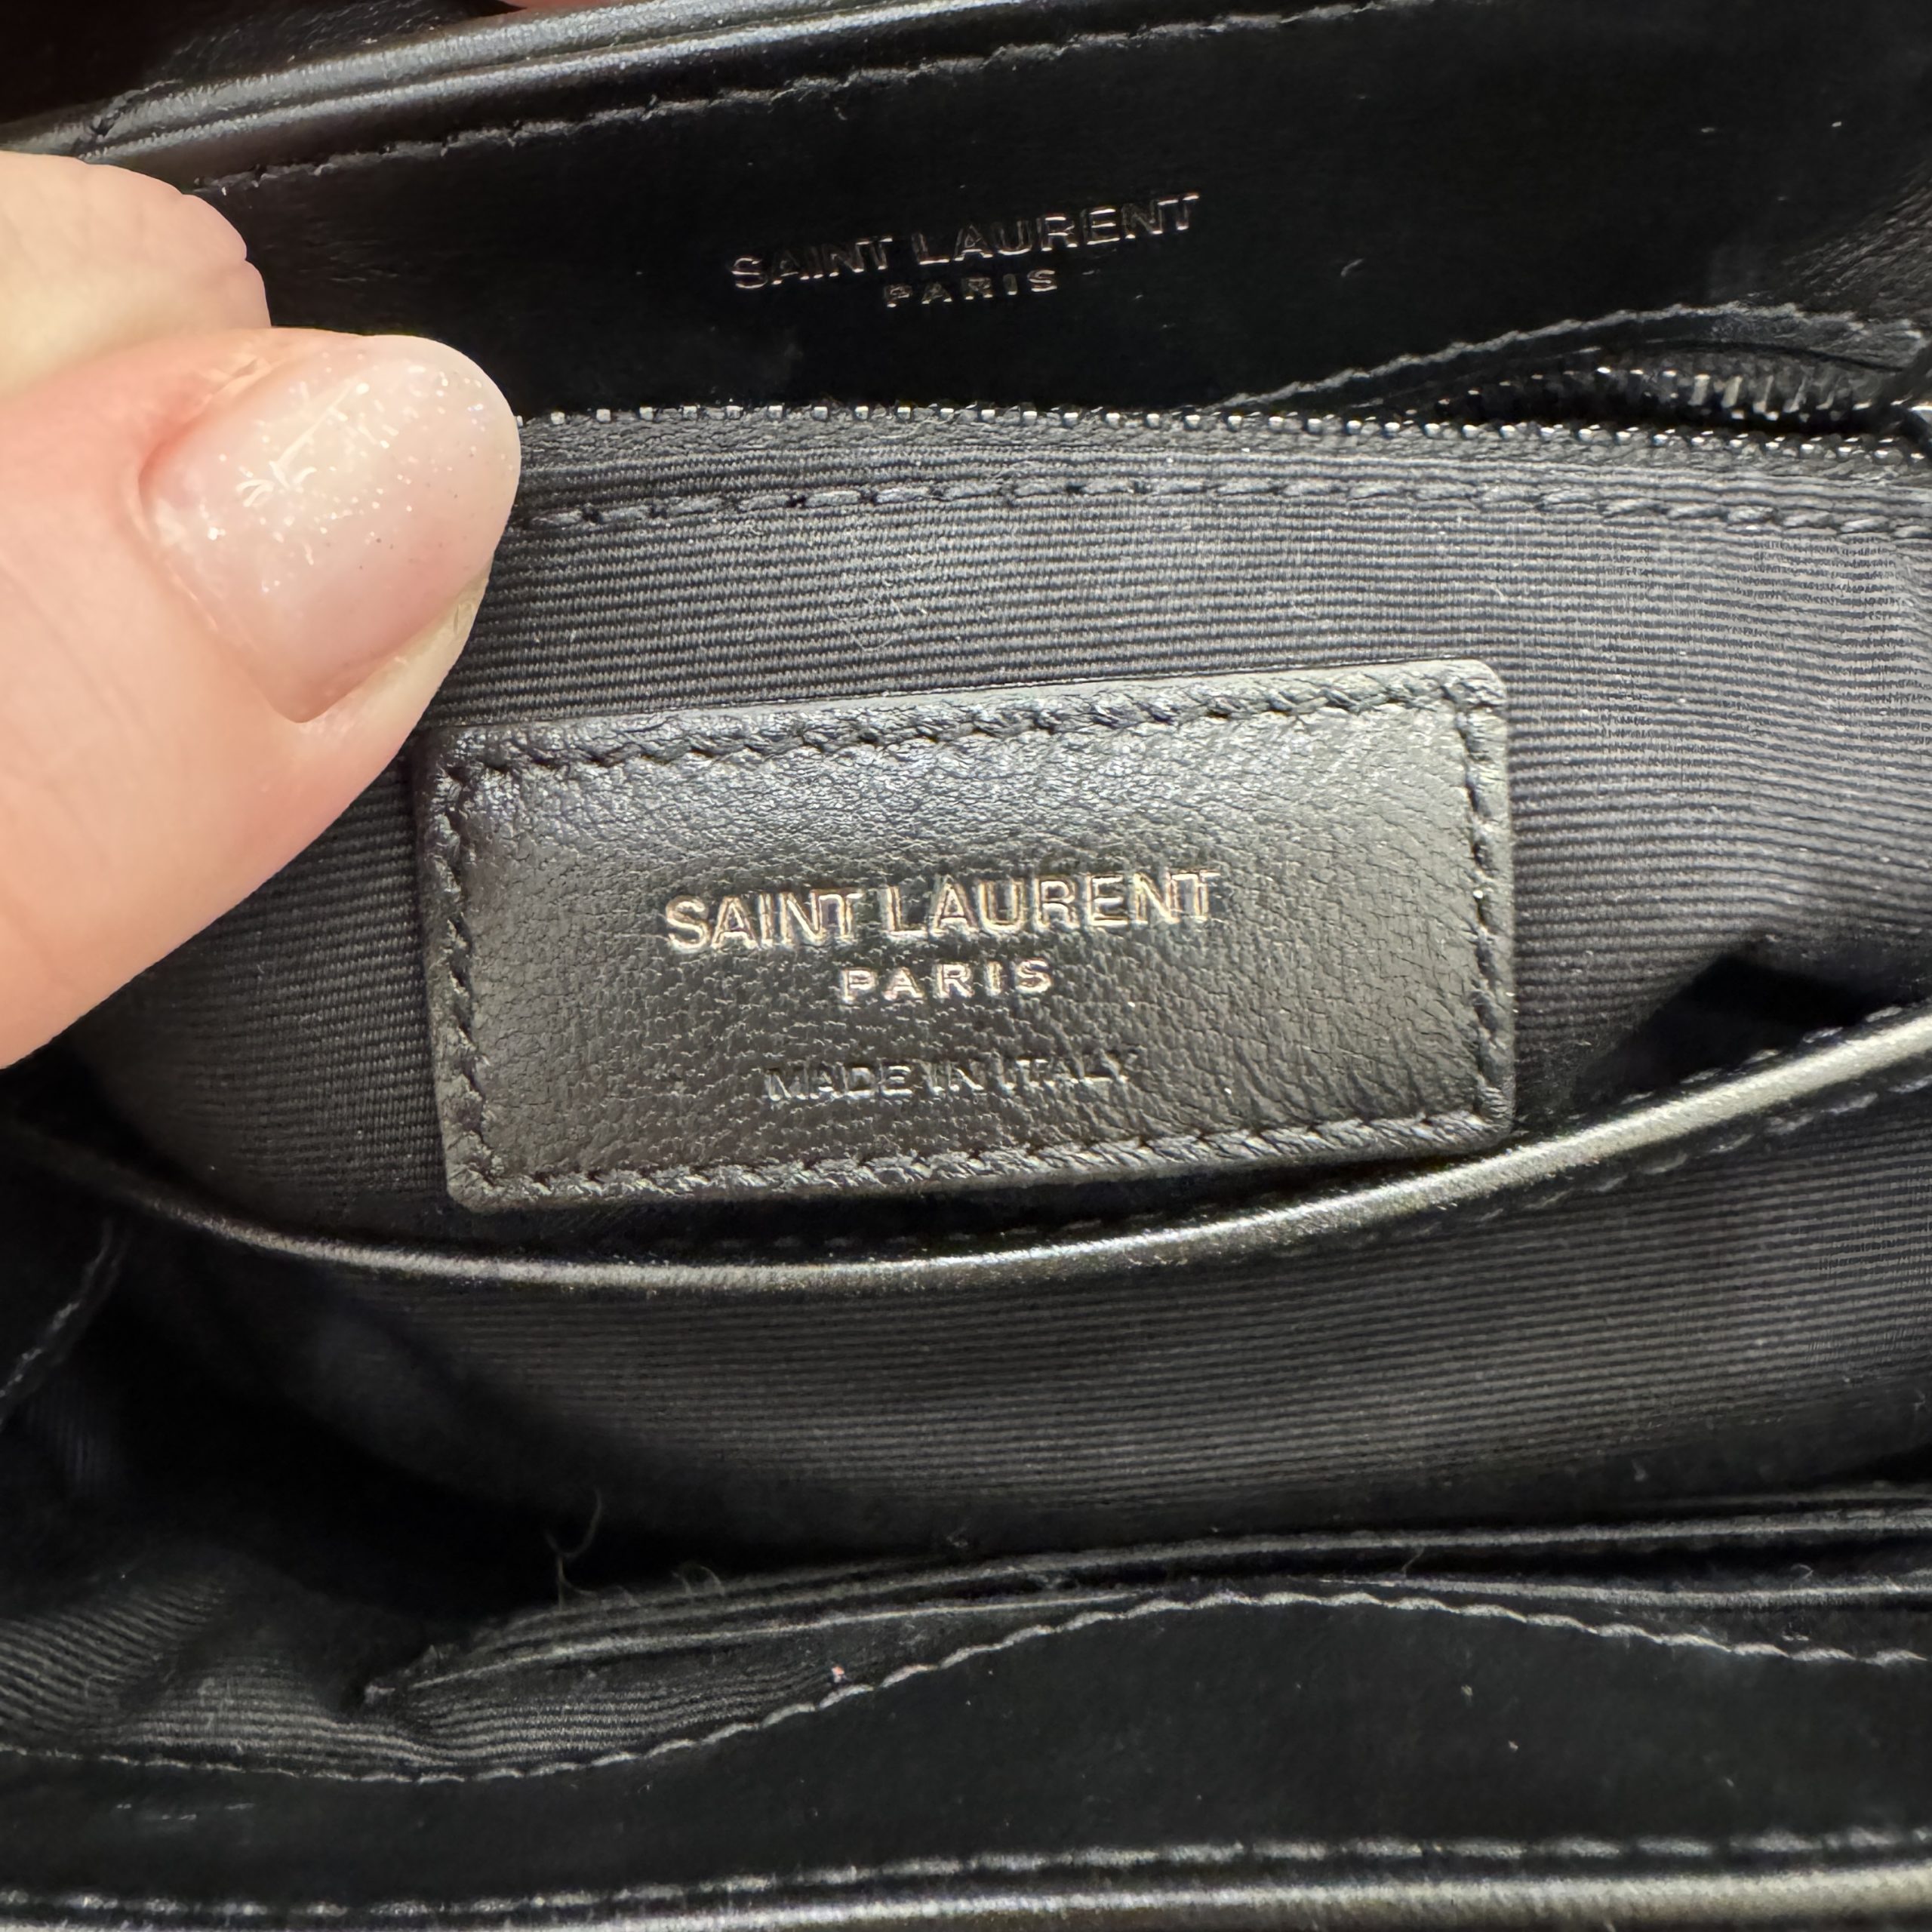 SAINT LAURENT
PARIS
SAINT LAURENT
PARIS
MADE IN ITALY